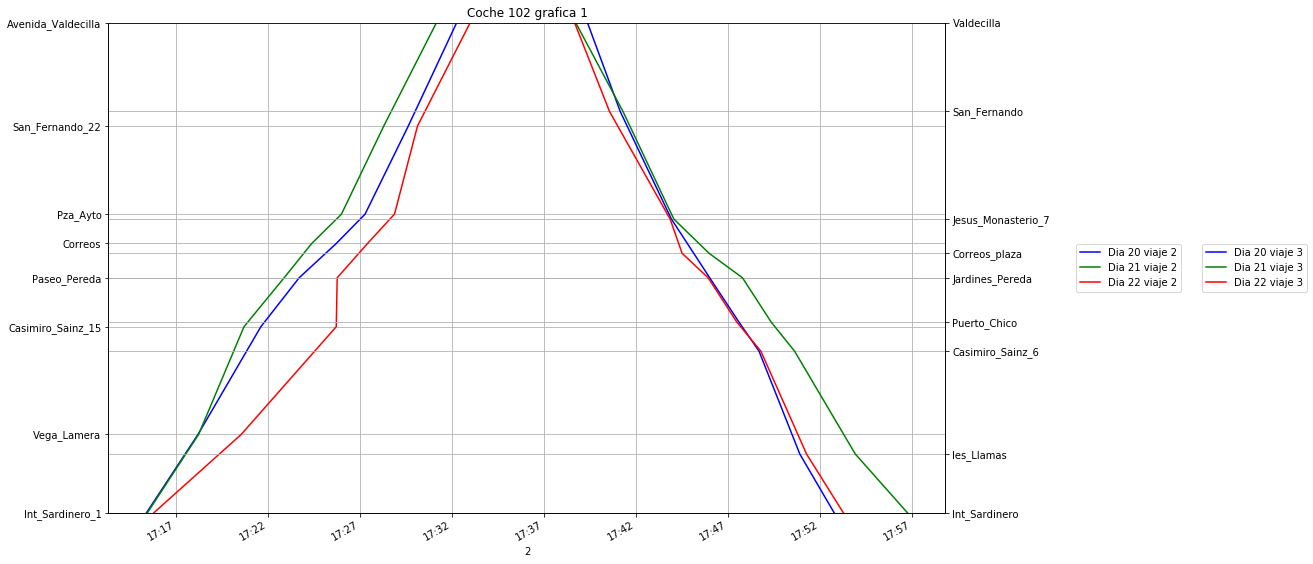 Coche 102 grafica 1
Avenida_Valdecilla
San_Fernando_22
Pza_Ayto
Correos
Paseo_Pereda
Casimiro_Sainz_15
Vega_Lamera
Int_Sardinero_1
Valdecilla
San_Fernando
Jesus_Monasterio_7
Correos_plaza
Jardines_Pereda
Puerto_Chico
Casimiro_Sainz_6
Ies_Llamas
Int_Sardinero
17:17
17:22
17:27
17:32
17:37
17:42
17:47
17:52
17:57
2
Dia 20 viaje 2
Dia 21 viaje 2
Dia 22 viaje 2
Dia 20 viaje 3
Dia 21 viaje 3
Dia 22 viaje 3